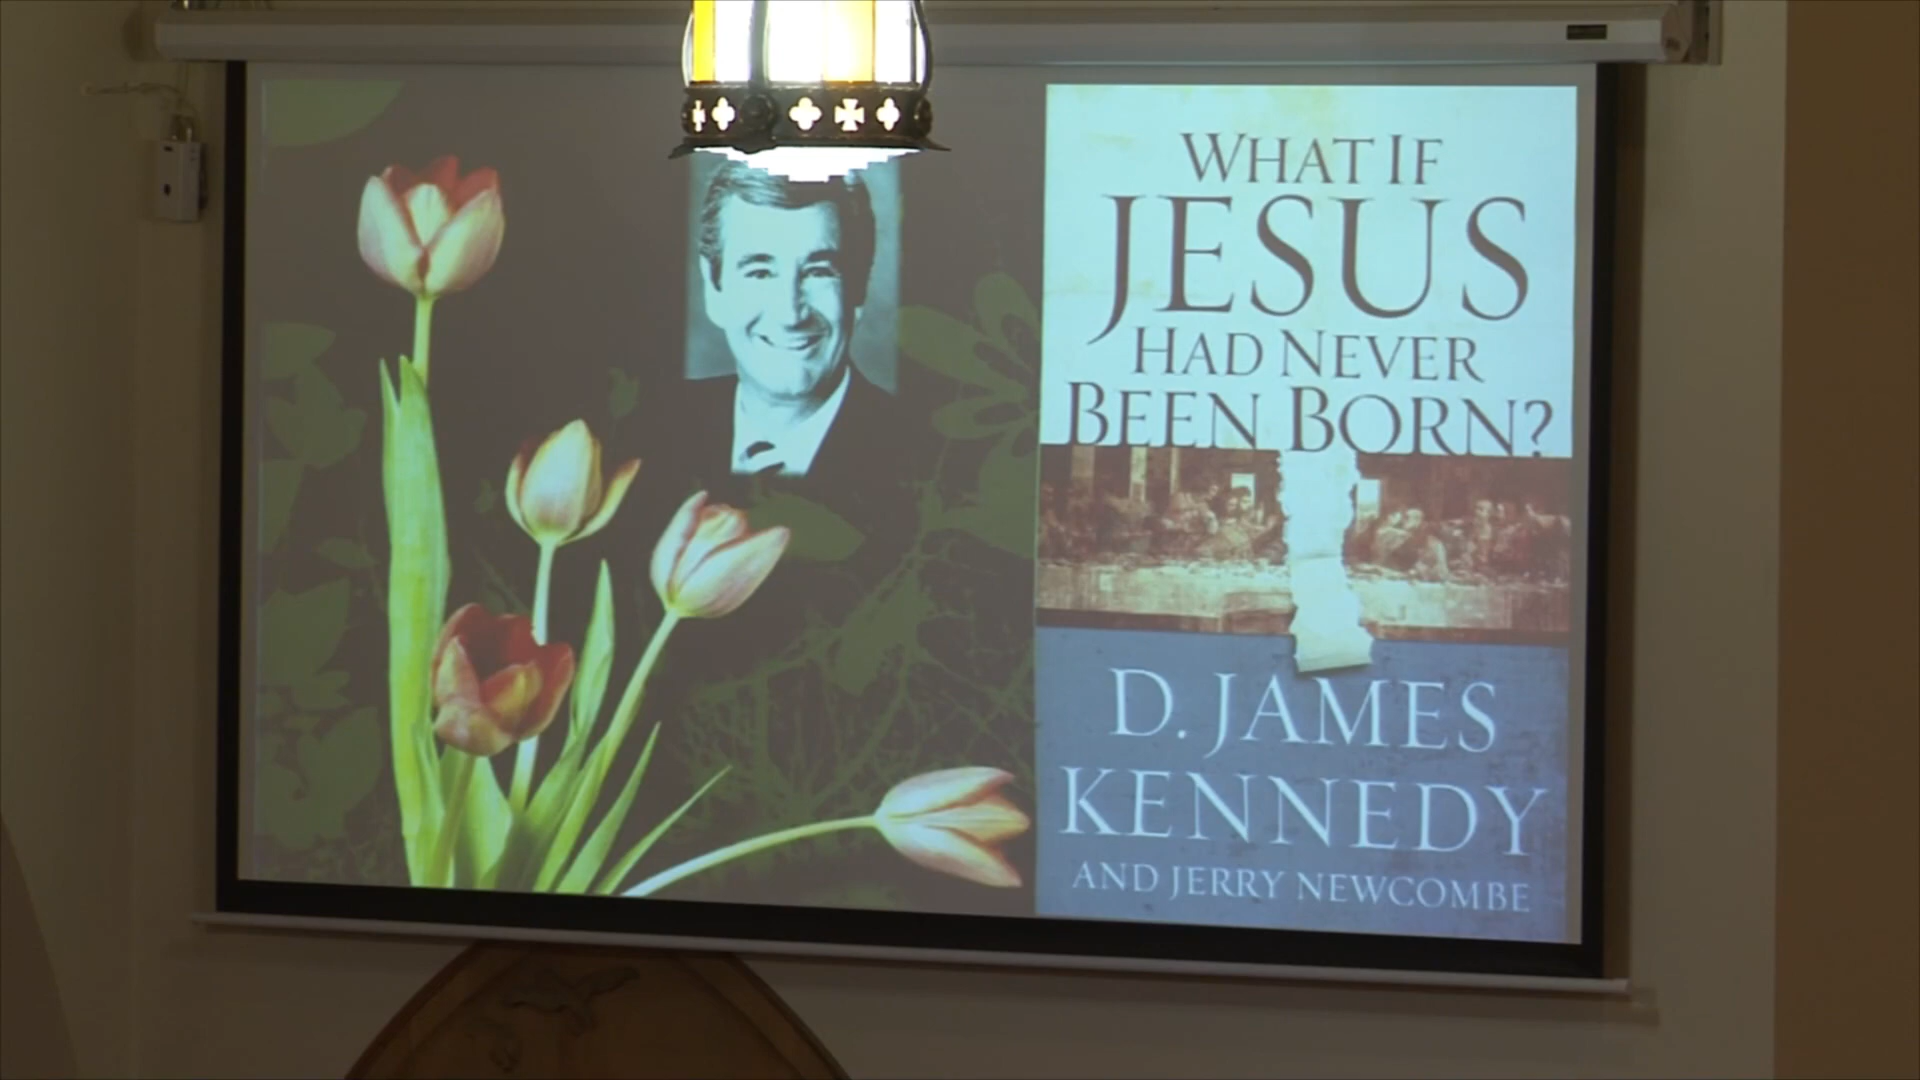 WHAT IF
JESUS
HAD NEVER
BEEN BORN?
D. JAMES
KENNEDY
AND JERRY NEWCOMBE